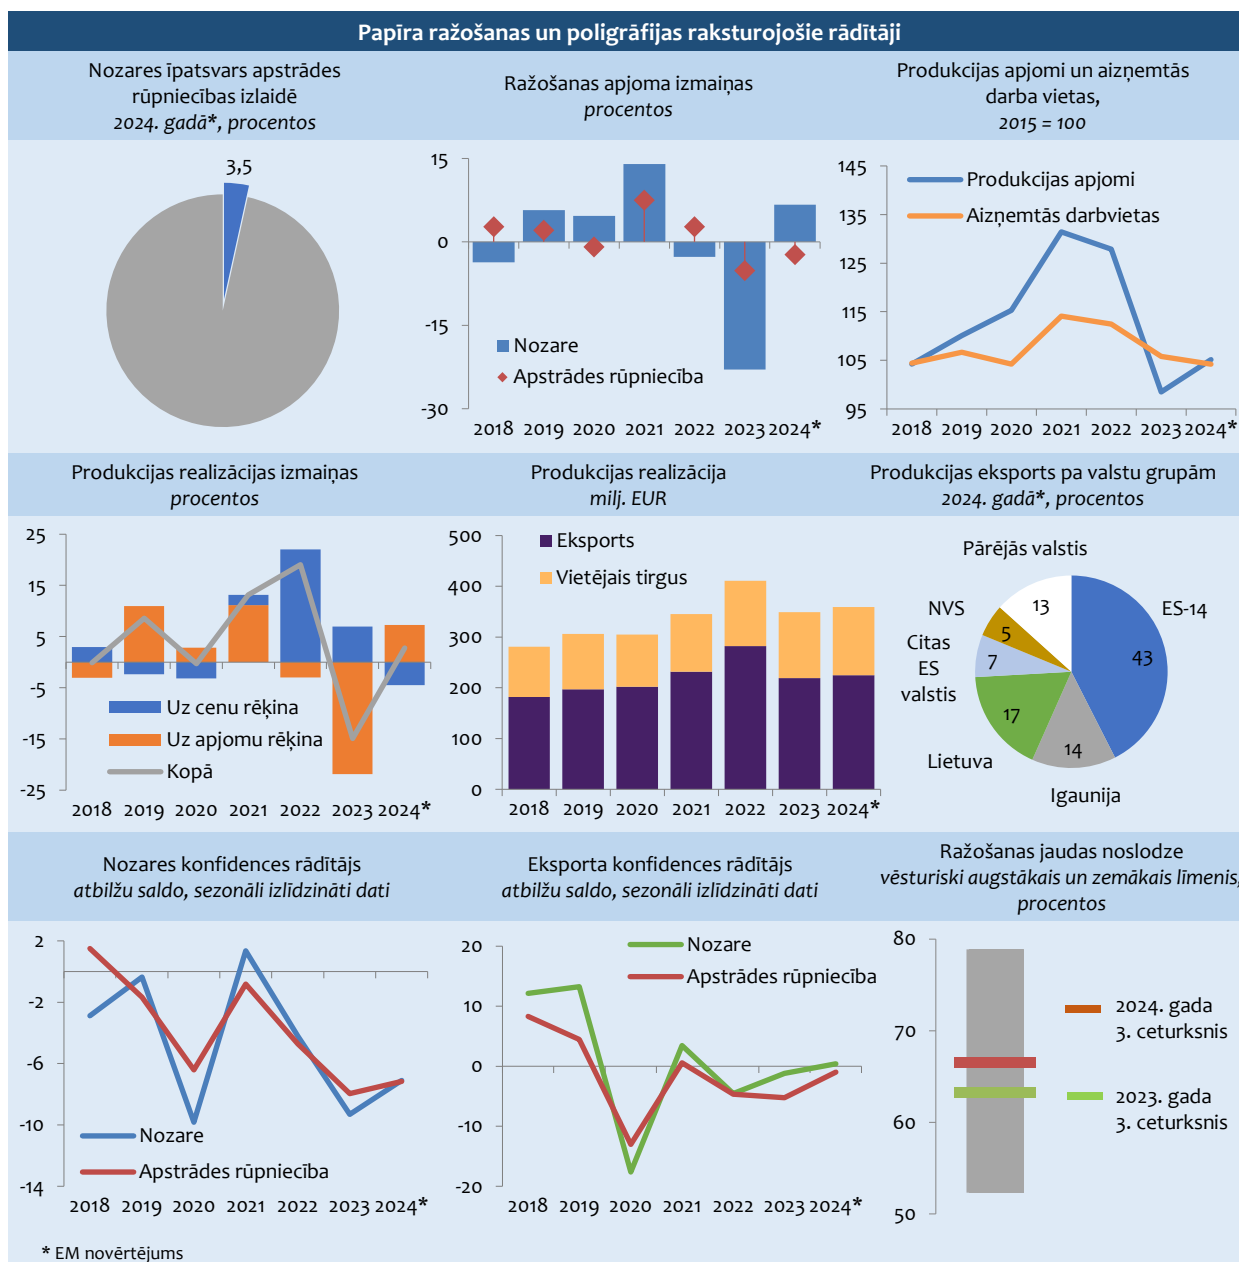 Papīra ražošanas un poligrāfijas raksturojošie rādītāji
Nozares īpatsvars apstrādes
rūpniecības izlaidē
2024. gadā*, procentos
3,5
Ražošanas apjoma izmaiņas
procentos
15
0
-15
-30
Nozare
Apstrādes rūpniecība
2018 2019 2020 2021 2022 2023 2024*
Produkcijas apjomi un aizņemtās
darba vietas,
2015 = 100
145
135
125
115
105
95
Produkcijas apjomi
Aizņemtās darbvietas
2018 2019 2020 2021 2022 2023 2024*
Produkcijas realizācijas izmaiņas
procentos
25
15
5
-5
-15
-25
Uz cenu rēķina
Uz apjomu rēķina
Kopā
2018 2019 2020 2021 2022 2023 2024*
Produkcijas realizācija
milj. EUR
500
400
300
200
100
0
Eksports
Vietējais tirgus
2018 2019 2020 2021 2022 2023 2024*
Produkcijas eksports pa valstu grupām
2024. gadā*, procentos
Pārējās valstis
13
NVS
5
Citas
ES
valstis
7
Lietuva
17
Igaunija
14
ES-14
43
Nozares konfidences rādītājs
atbilžu saldo, sezonāli izlīdzināti dati
2
-2
-6
-10
-14
Nozare
Apstrādes rūpniecība
2018 2019 2020 2021 2022 2023 2024*
Eksporta konfidences rādītājs
atbilžu saldo, sezonāli izlīdzināti dati
20
10
0
-10
-20
Nozare
Apstrādes rūpniecība
2018 2019 2020 2021 2022 2023 2024*
Ražošanas jaudas noslodze
vēsturiski augstākais un zemākais līmenis,
procentos
80
70
60
50
2024. gada
3. ceturksnis
2023. gada
3. ceturksnis
* EM novērtējums